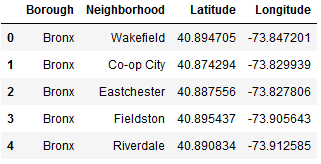 Borough Neighborhood Latitude Longitude
0 Bronx Wakefield 40.894705 -73.847201
1 Bronx Co-op City 40.874294 -73.829939
2 Bronx Eastchester 40.887556 -73.827806
3 Bronx Fieldston 40.895437 -73.905643
4 Bronx Riverdale 40.890834 -73.912585